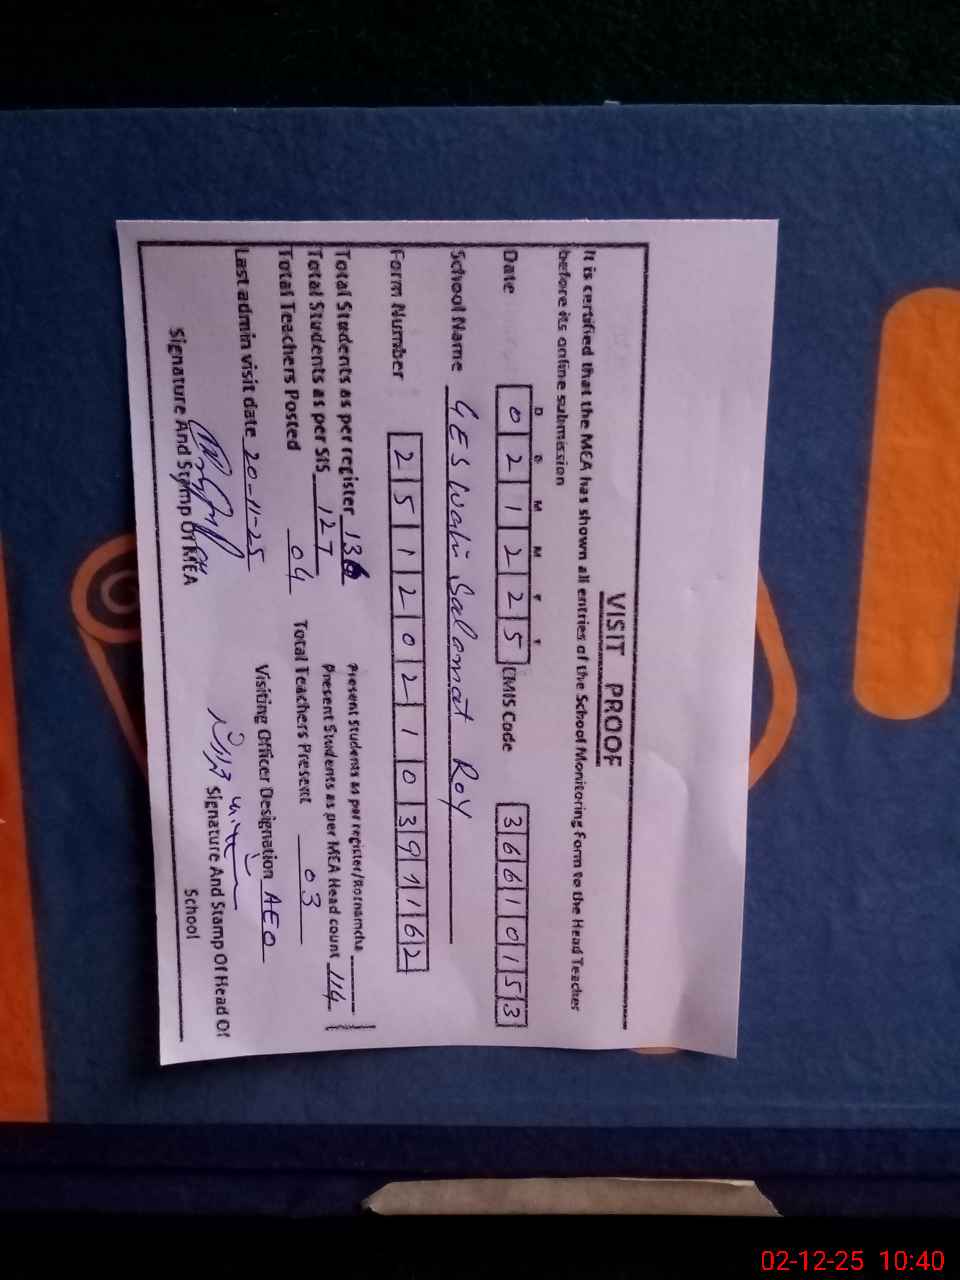 VISIT PROOF
It is certified that the MEA has shown all entries of the School Monitoring Form to the Head Teacher
before its online submission
D D M M Y Y
Date 0 2 1 2 2 5 EMIS Code 3 6 6 1 0 1 5 3
School Name GES Wali Salamat Roy
Form Number 2 5 1 2 0 2 1 0 3 9 1 1 6 2
Total Students as per register 136 Present Students as per register/Roznamcha
Total Students as per SIS 127 Present Students as per MEA Head count 114
Total Teachers Posted 04 Total Teachers Present 03
Last admin visit date 20-11-25 Visiting Officer Designation AEO
Signature And Stamp Of MEA Signature And Stamp Of Head Of
School
02-12-25 10:40